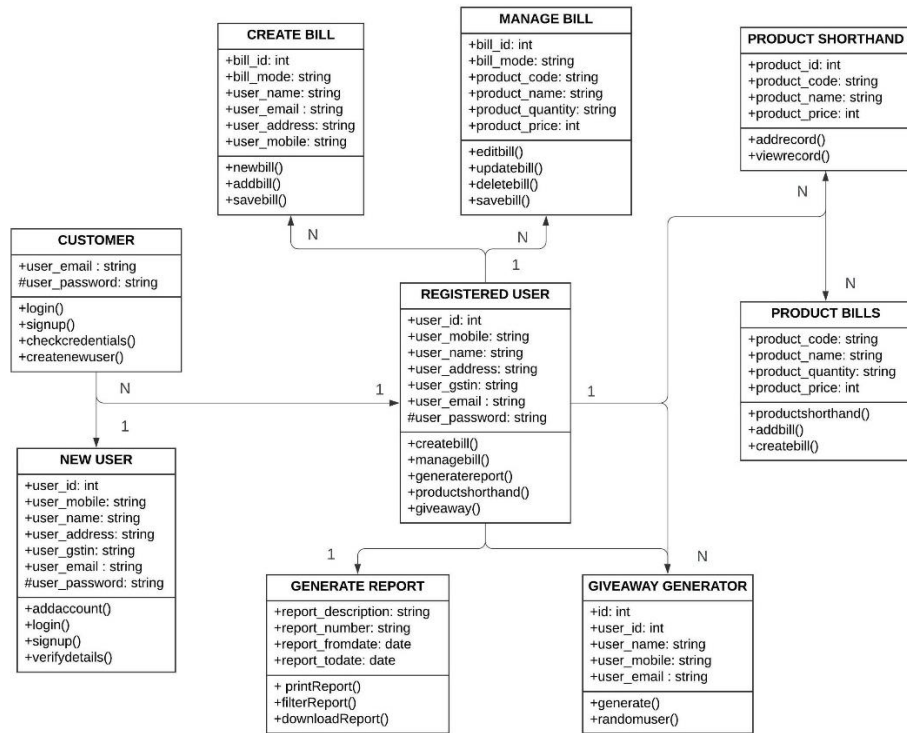 CREATE BILL
+bill_id: int
+bill_mode: string
+user_name: string
+user_email : string
+user_address: string
+user_mobile: string
+newbill()
+addbill()
+savebill()
MANAGE BILL
+bill_id: int
+bill_mode: string
+product_code: string
+product_name: string
+product_quantity: string
+product_price: int
+editbill()
+updatebill()
+deletebill()
+savebill()
PRODUCT SHORTHAND
+product_id: int
+product_code: string
+product_name: string
+product_price: int
+addrecord()
+viewrecord()
N
N
N
1
CUSTOMER
+user_email : string
#user_password: string
+login()
+signup()
+checkcredentials()
+createnewuser()
REGISTERED USER
+user_id: int
+user_mobile: string
+user_name: string
+user_address: string
+user_gstin: string
+user_email : string
#user_password: string
+createbill()
+managebill()
+generatereport()
+productshorthand()
+giveaway()
N
PRODUCT BILLS
+product_code: string
+product_name: string
+product_quantity: string
+product_price: int
+productshorthand()
+addbill()
+createbill()
N
1
1
1
NEW USER
+user_id: int
+user_mobile: string
+user_name: string
+user_address: string
+user_gstin: string
+user_email : string
#user_password: string
+addaccount()
+login()
+signup()
+verifydetails()
1
N
GENERATE REPORT
+report_description: string
+report_number: string
+report_fromdate: date
+report_todate: date
+ printReport()
+filterReport()
+downloadReport()
GIVEAWAY GENERATOR
+id: int
+user_id: int
+user_name: string
+user_mobile: string
+user_email : string
+generate()
+randomuser()